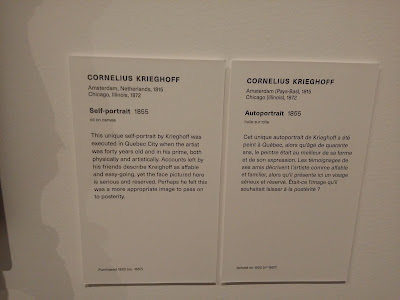 CORNELIUS KRIEGHOFF
Amsterdam, Netherlands, 1815
Chicago, Illinois, 1872
Self-portrait 1855
oil on canvas
This unique self-portrait by Krieghoff was
executed in Quebec City when the artist
was forty years old and in his prime, both
physically and artistically. Accounts left by
his friends describe Krieghoff as affable
and easy-going, yet the face pictured here
is serious and reserved. Perhaps he felt this
was a more appropriate image to pass on
to posterity.
Purchased
CORNELIUS KRIEGHOFF
Amsterdam (Pays-Bas), 1815
Chicago (Illinois), 1872
Autoportrait 1855
huile sur toile
Cet unique autoportrait de Krieghoff a été
peint à Québec, alors qu'âgé de quarante
ans, le peintre était au meilleur de sa forme
et de son expression. Les témoignages de
ses amis décrivent l'artiste comme affable
et familier, alors qu'il présente ici un visage
sérieux et réservé. Était-ce l'image qu'il
souhaitait laisser à la postérité ?